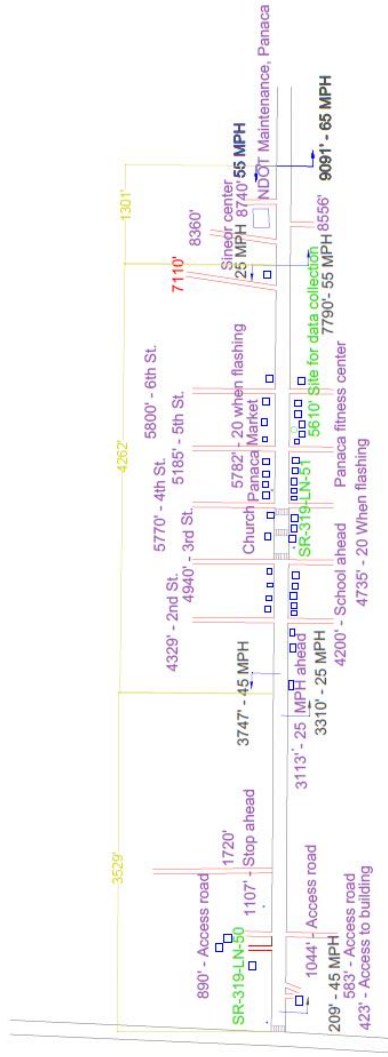 3529'
4262'
1301'
890' - Access road
SR-319-LN-50
1720'
1107' - Stop ahead
3747' - 45 MPH
4329' - 2nd St.
4940' - 3rd St.
5770' - 4th St.
5185' - 5th St.
5800' - 6th St.
Church
Panaca Market
5782' - 20 when flashing
7110'
8360'
Sineor center
25 MPH
8740'
55 MPH
NDOT Maintenance, Panaca
209' - 45 MPH
423' - Access to building
583' - Access road
1044' - Access road
3113' - 25 MPH ahead
3310' - 25 MPH
4200' - School ahead
4735' - 20 When flashing
SR-319-LN-51
Panaca fitness center
5610' Site for data collection
7790' - 55 MPH
8556'
9091' - 65 MPH